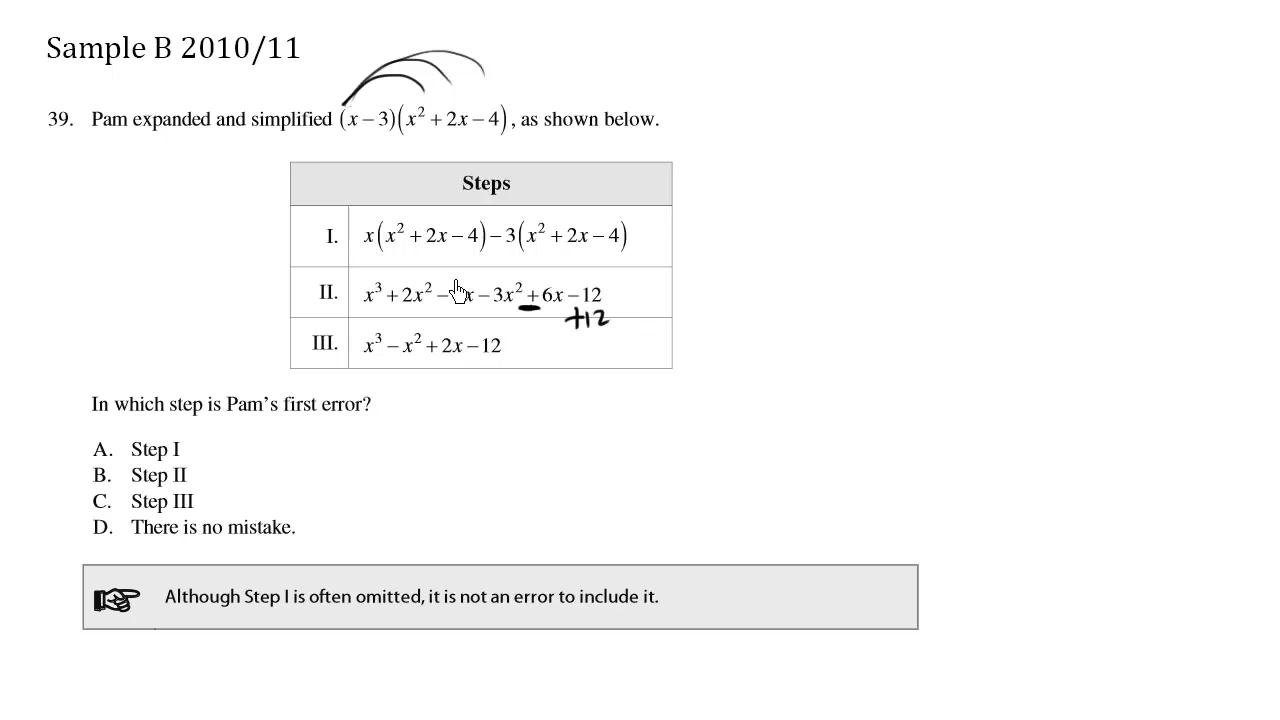 Sample B 2010/11
39. Pam expanded and simplified (x − 3)(x² + 2x − 4), as shown below.
Steps
I. x(x² + 2x − 4) − 3(x² + 2x − 4)
II. x³ + 2x² − x − 3x² + 6x − 12
+12
III. x³ − x² + 2x − 12
In which step is Pam's first error?
A. Step I
B. Step II
C. Step III
D. There is no mistake.
Although Step I is often omitted, it is not an error to include it.